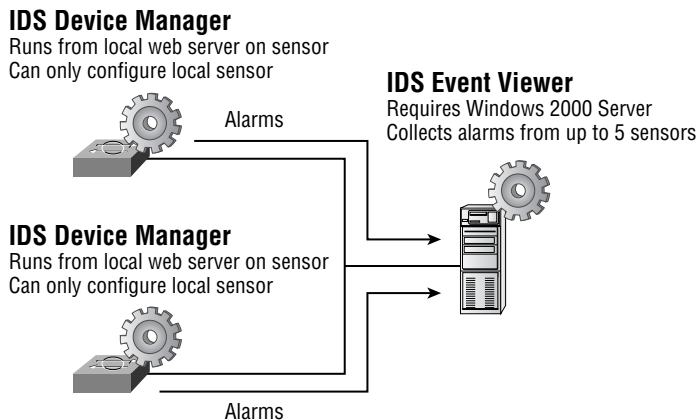 IDS Device Manager
Runs from local web server on sensor
Can only configure local sensor
Alarms
IDS Event Viewer
Requires Windows 2000 Server
Collects alarms from up to 5 sensors
IDS Device Manager
Runs from local web server on sensor
Can only configure local sensor
Alarms